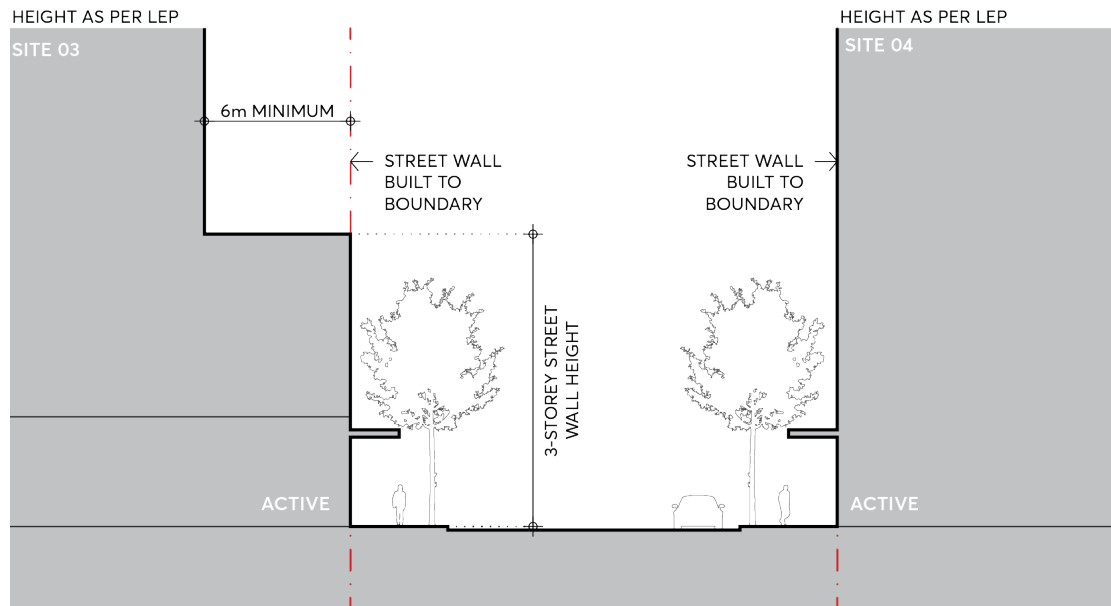 HEIGHT AS PER LEP
SITE 03
6m MINIMUM
STREET WALL
BUILT TO
BOUNDARY
3-STOREY STREET
WALL HEIGHT
ACTIVE
HEIGHT AS PER LEP
SITE 04
STREET WALL
BUILT TO
BOUNDARY
ACTIVE